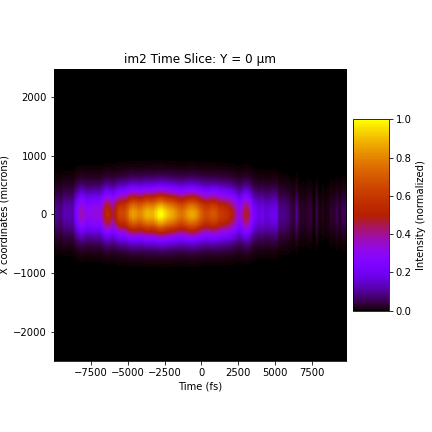 im2 Time Slice: Y = 0 μm
2000
1000
0
−1000
−2000
X coordinates (microns)
−7500 −5000 −2500 0 2500 5000 7500
Time (fs)
1.0
0.8
0.6
0.4
0.2
0.0
Intensity (normalized)